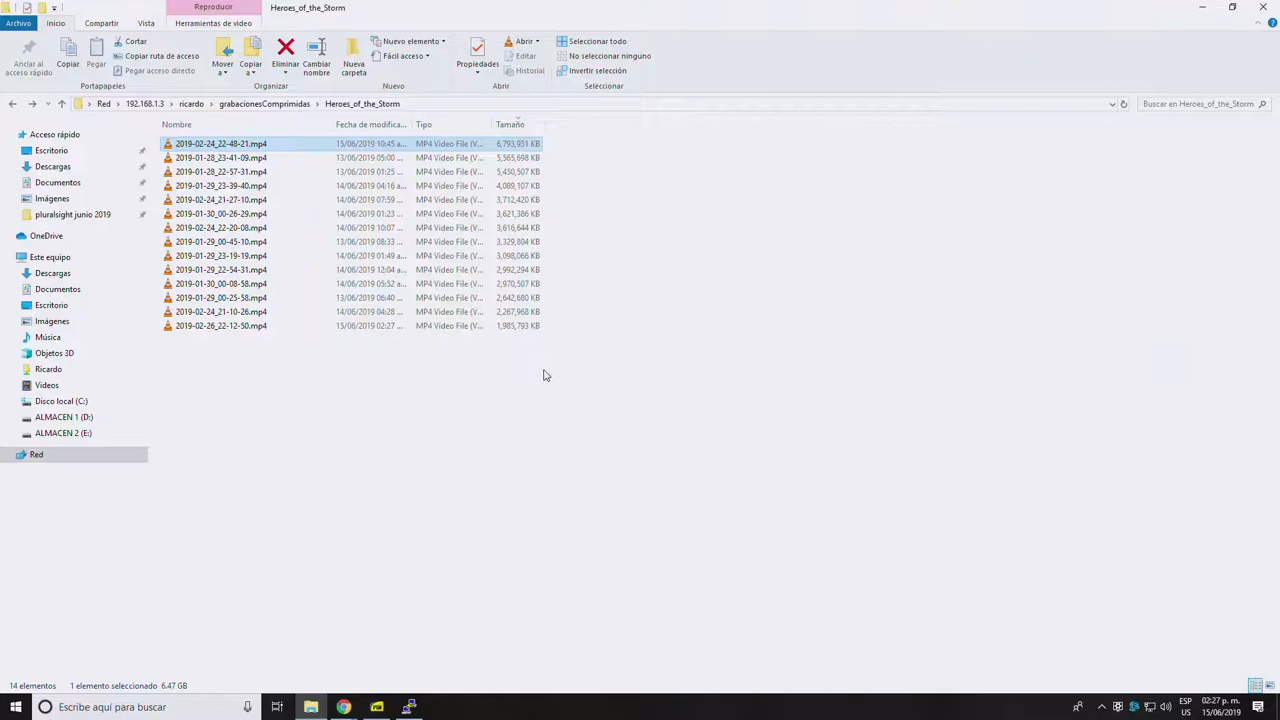 Reproducir Heroes_of_the_Storm
Archivo Inicio Compartir Vista Herramientas de video
Anclar al acceso rápido
Copiar
Pegar
Cortar
Copiar ruta de acceso
Pegar acceso directo
Mover a
Copiar a
Eliminar
Cambiar nombre
Nueva carpeta
Nuevo elemento
Fácil acceso
Propiedades
Abrir
Editar
Historial
Seleccionar todo
No seleccionar ninguno
Invertir selección
Portapapeles Organizar Nuevo Abrir Seleccionar
Red 192.168.1.3 ricardo grabacionesComprimidas Heroes_of_the_Storm Buscar en Heroes_of_the_Storm
Nombre Fecha de modifica... Tipo Tamaño
2019-02-24_22-48-21.mp4 15/06/2019 10:45 a... MP4 Video File (V... 6,793,931 KB
2019-01-28_23-41-09.mp4 13/06/2019 05:00 ... MP4 Video File (V... 5,565,698 KB
2019-01-28_22-57-31.mp4 13/06/2019 01:25 ... MP4 Video File (V... 5,450,507 KB
2019-01-29_23-39-40.mp4 14/06/2019 04:16 a... MP4 Video File (V... 4,089,107 KB
2019-02-24_21-27-10.mp4 14/06/2019 07:59 ... MP4 Video File (V... 3,712,420 KB
2019-01-30_00-26-29.mp4 14/06/2019 01:23 ... MP4 Video File (V... 3,621,386 KB
2019-02-24_22-20-08.mp4 14/06/2019 10:07 ... MP4 Video File (V... 3,616,644 KB
2019-01-29_00-45-10.mp4 13/06/2019 08:33 ... MP4 Video File (V... 3,329,804 KB
2019-01-29_23-19-19.mp4 14/06/2019 01:49 ... MP4 Video File (V... 3,098,066 KB
2019-01-29_22-54-31.mp4 14/06/2019 12:04 a... MP4 Video File (V... 2,992,294 KB
2019-01-30_00-08-58.mp4 14/06/2019 05:52 ... MP4 Video File (V... 2,970,507 KB
2019-01-29_00-25-58.mp4 13/06/2019 06:40 ... MP4 Video File (V... 2,642,680 KB
2019-02-24_21-10-26.mp4 14/06/2019 04:28 ... MP4 Video File (V... 2,267,968 KB
2019-02-26_22-12-50.mp4 15/06/2019 02:27 ... MP4 Video File (V... 1,985,793 KB
Acceso rápido
Escritorio
Descargas
Documentos
Imágenes
pluralsight junio 2019
OneDrive
Este equipo
Descargas
Documentos
Escritorio
Imágenes
Música
Objetos 3D
Ricardo
Videos
Disco local (C:)
ALMACEN 1 (D:)
ALMACEN 2 (E:)
Red
14 elementos 1 elemento seleccionado 6.47 GB
Escribe aquí para buscar
ESP
US
02:27 p. m.
15/06/2019